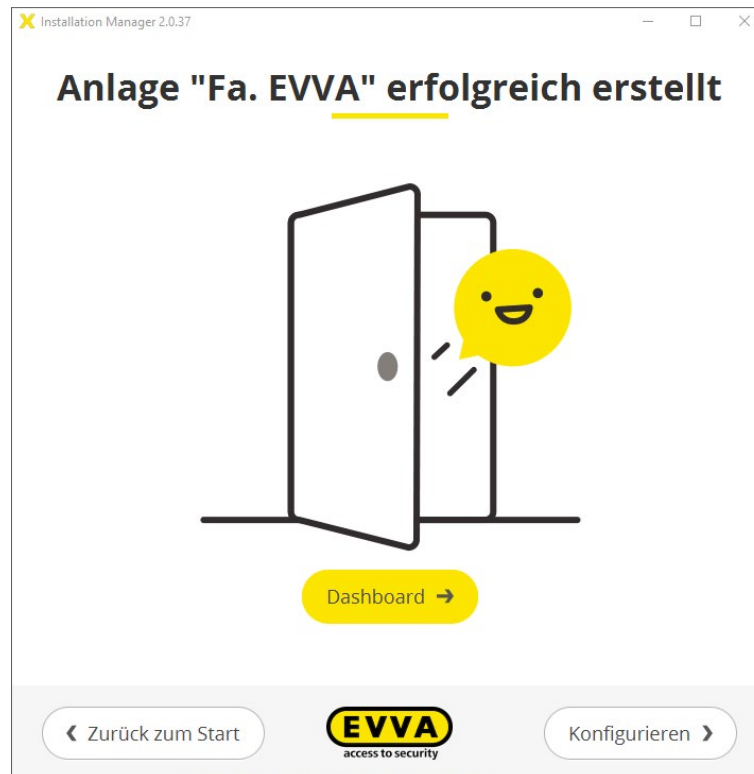 Installation Manager 2.0.37
Anlage "Fa. EVVA" erfolgreich erstellt
Dashboard
Zurück zum Start
EVVA
access to security
Konfigurieren